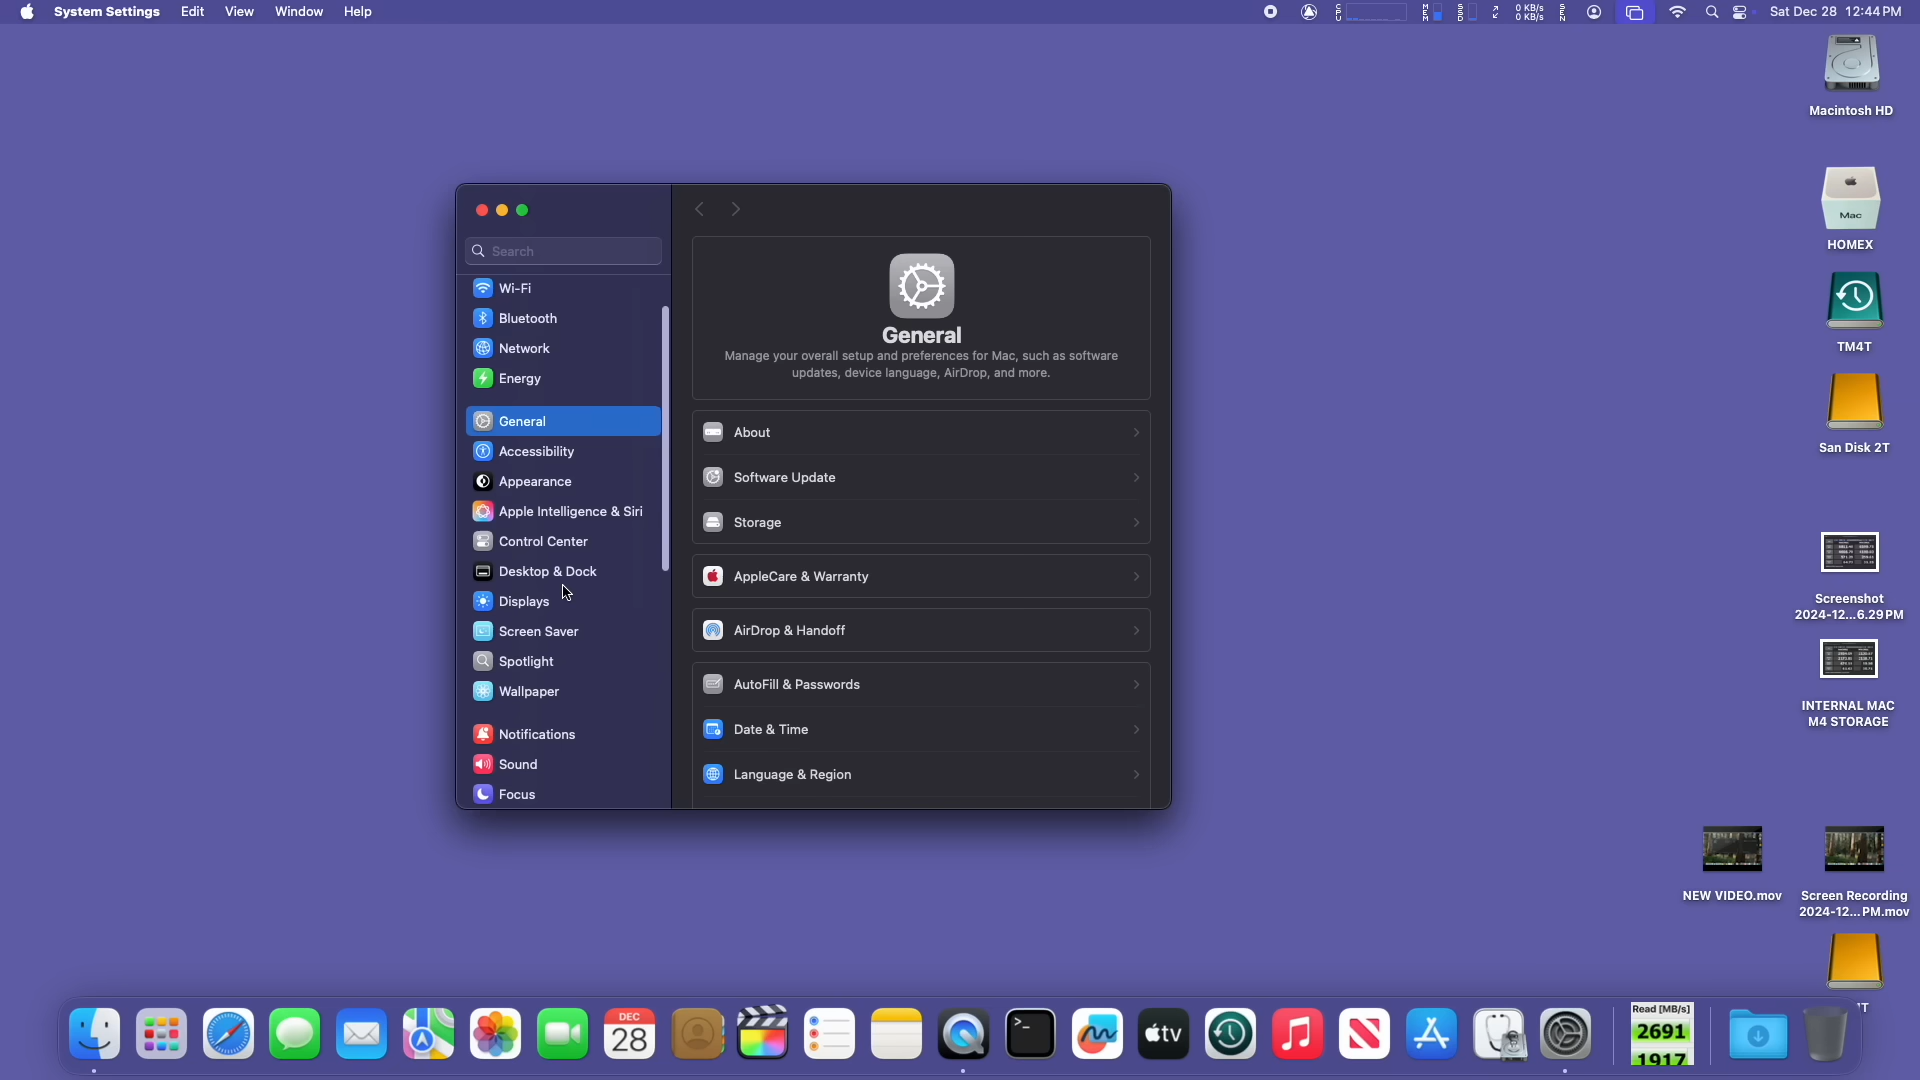 System Settings Edit View Window Help
CPU MEM SSD 0 KB/s 0 KB/s SEN Sat Dec 28 12:44 PM
Macintosh HD
Mac
HOMEX
TM4T
San Disk 2T
Screenshot
2024-12...6.29 PM
INTERNAL MAC
M4 STORAGE
NEW VIDEO.mov
Screen Recording
2024-12... PM.mov
Search
Wi-Fi
Bluetooth
Network
Energy
General
Accessibility
Appearance
Apple Intelligence & Siri
Control Center
Desktop & Dock
Displays
Screen Saver
Spotlight
Wallpaper
Notifications
Sound
Focus
General
Manage your overall setup and preferences for Mac, such as software
updates, device language, AirDrop, and more.
About
Software Update
Storage
AppleCare & Warranty
AirDrop & Handoff
AutoFill & Passwords
Date & Time
Language & Region
DEC
28
>_
tv
Read [MB/s]
2691
1917